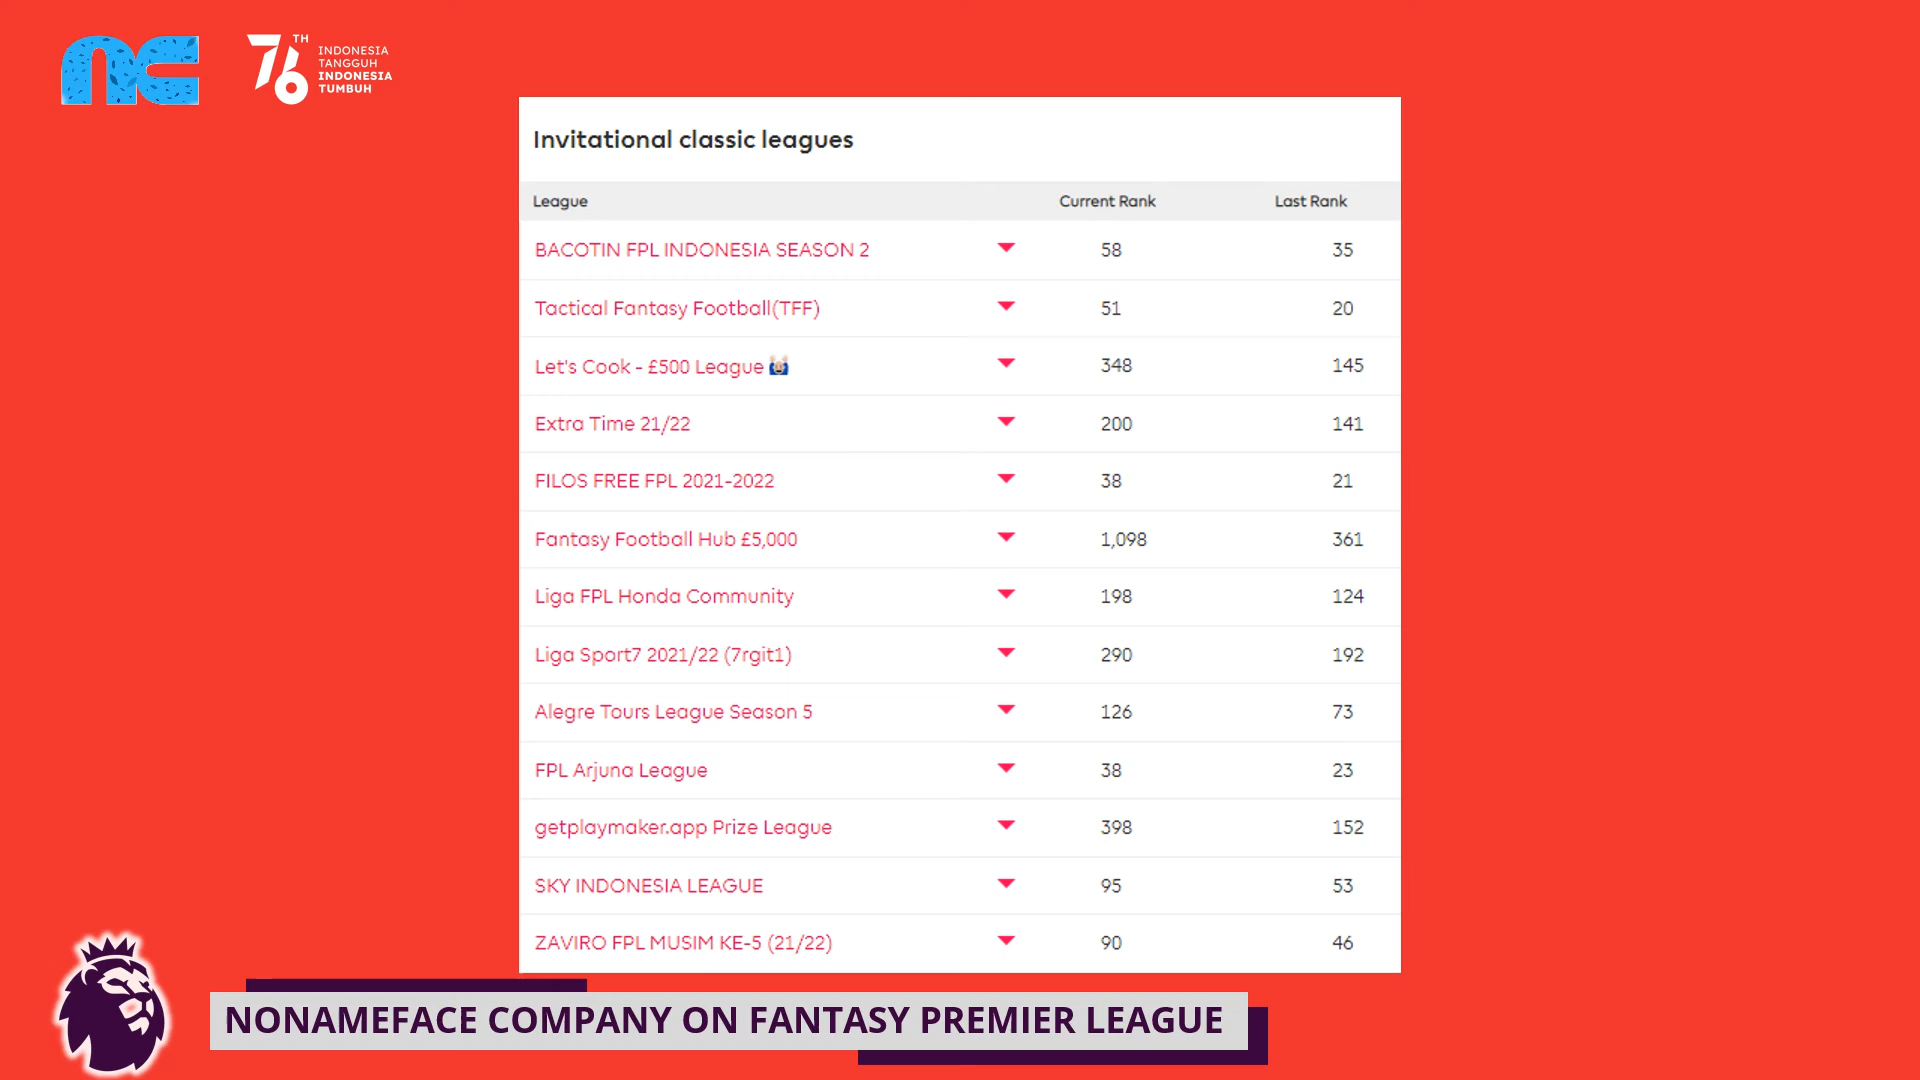 nc
76TH
INDONESIA
TANGGUH
INDONESIA
TUMBUH
Invitational classic leagues
League Current Rank Last Rank
BACOTIN FPL INDONESIA SEASON 2 58 35
Tactical Fantasy Football(TFF) 51 20
Let's Cook - £500 League 348 145
Extra Time 21/22 200 141
FILOS FREE FPL 2021-2022 38 21
Fantasy Football Hub £5,000 1,098 361
Liga FPL Honda Community 198 124
Liga Sport7 2021/22 (7rgit1) 290 192
Alegre Tours League Season 5 126 73
FPL Arjuna League 38 23
getplaymaker.app Prize League 398 152
SKY INDONESIA LEAGUE 95 53
ZAVIRO FPL MUSIM KE-5 (21/22) 90 46
NONAMEFACE COMPANY ON FANTASY PREMIER LEAGUE